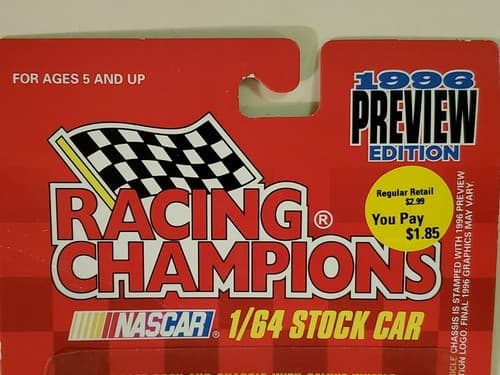 FOR AGES 5 AND UP
1996
PREVIEW
EDITION
RACING
CHAMPIONS®
Regular Retail
$2.99
You Pay
$1.85
NASCAR®
1/64 STOCK CAR
CHASSIS IS STAMPED WITH 1996 PREVIEW
LOGO. FINAL 1996 GRAPHICS MAY VARY.